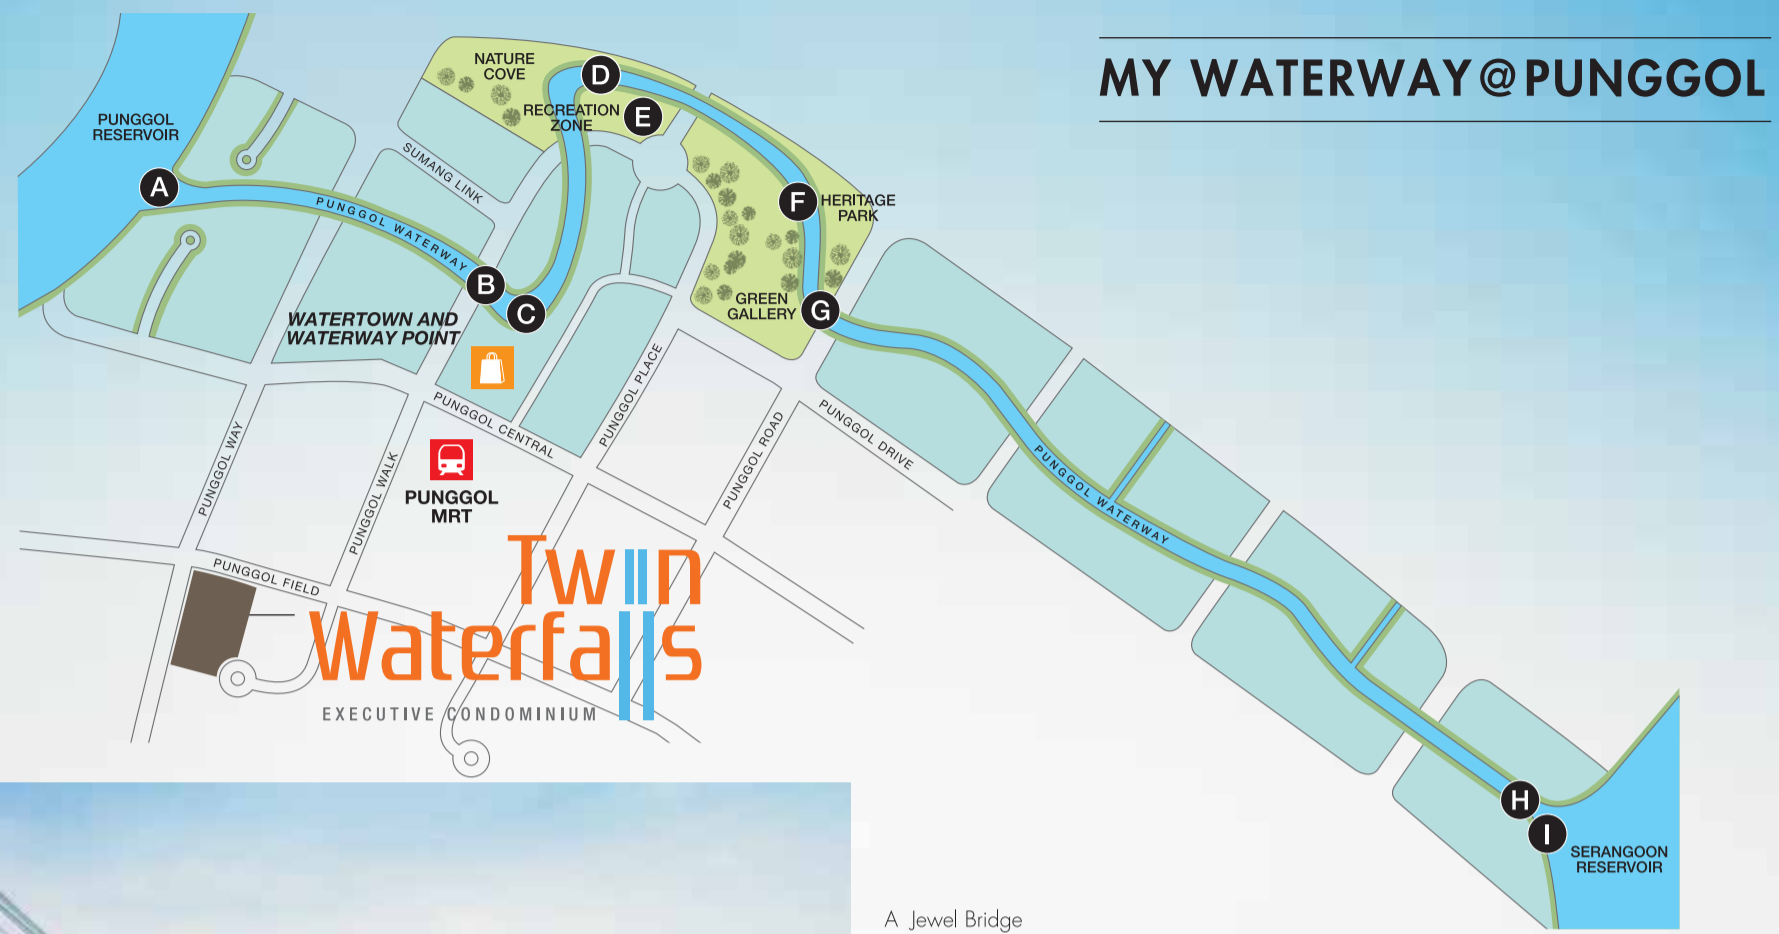 MY WATERWAY@PUNGGOL
NATURE
COVE
D
RECREATION
ZONE
E
PUNGGOL
RESERVOIR
A
SUMANG LINK
PUNGGOL WATERWAY
B
C
F
HERITAGE
PARK
GREEN
GALLERY
G
WATERTOWN AND
WATERWAY POINT
PUNGGOL PLACE
PUNGGOL CENTRAL
PUNGGOL ROAD
PUNGGOL DRIVE
PUNGGOL WAY
PUNGGOL WALK
PUNGGOL
MRT
PUNGGOL WATERWAY
PUNGGOL FIELD
Twin
Waterfalls
EXECUTIVE CONDOMINIUM
H
I
SERANGOON
RESERVOIR
A Jewel Bridge